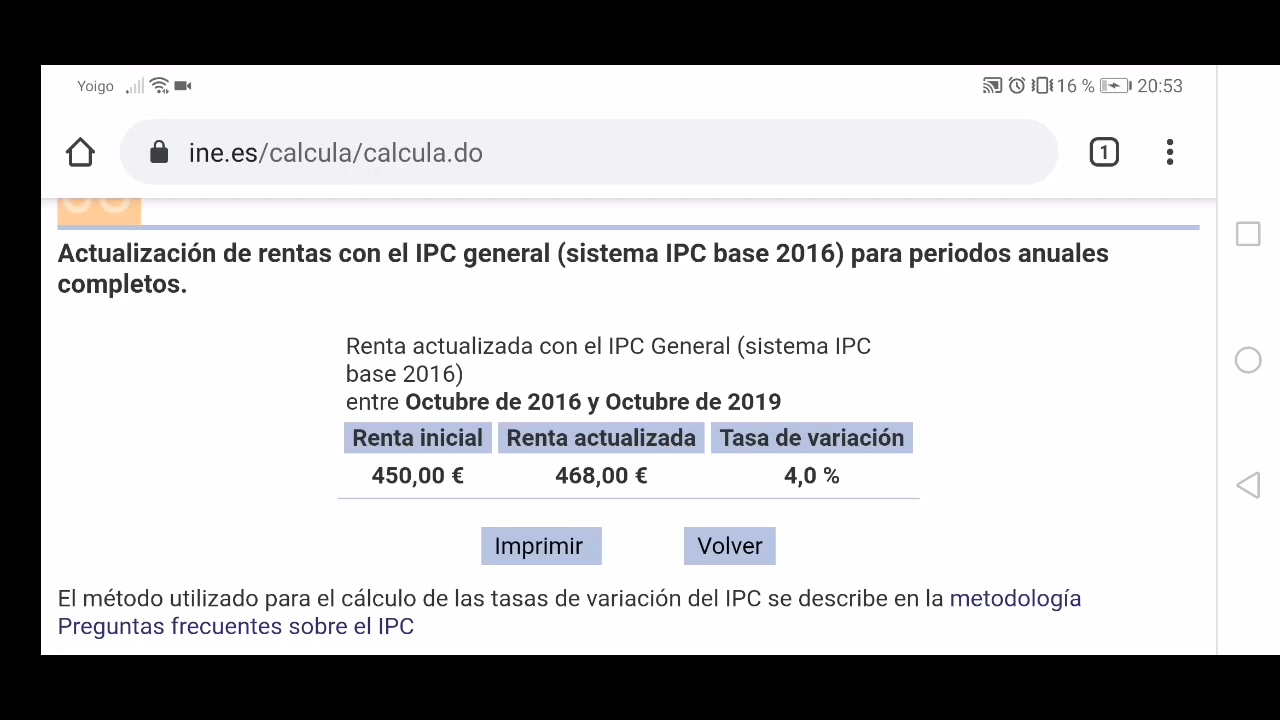 Yoigo 16 % 20:53
ine.es/calcula/calcula.do 1
Actualización de rentas con el IPC general (sistema IPC base 2016) para periodos anuales
completos.
Renta actualizada con el IPC General (sistema IPC
base 2016)
entre Octubre de 2016 y Octubre de 2019
Renta inicial Renta actualizada Tasa de variación
450,00 € 468,00 € 4,0 %
Imprimir Volver
El método utilizado para el cálculo de las tasas de variación del IPC se describe en la metodología
Preguntas frecuentes sobre el IPC